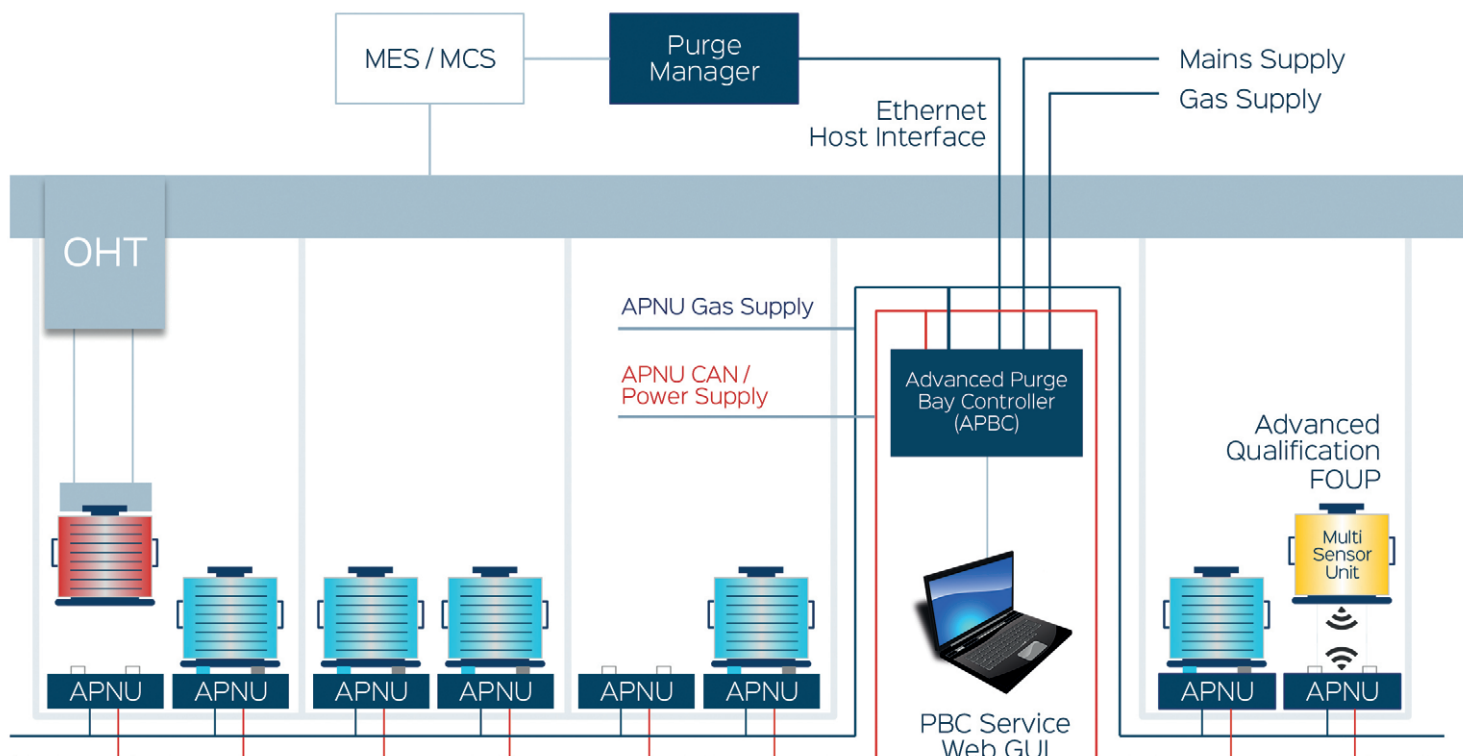 MES / MCS
Purge
Manager
Mains Supply
Gas Supply
Ethernet
Host Interface
OHT
APNU Gas Supply
APNU CAN /
Power Supply
Advanced Purge
Bay Controller
(APBC)
Advanced
Qualification
FOUP
Multi
Sensor
Unit
APNU
APNU
APNU
APNU
APNU
APNU
APNU
APNU
PBC Service
Web GUI